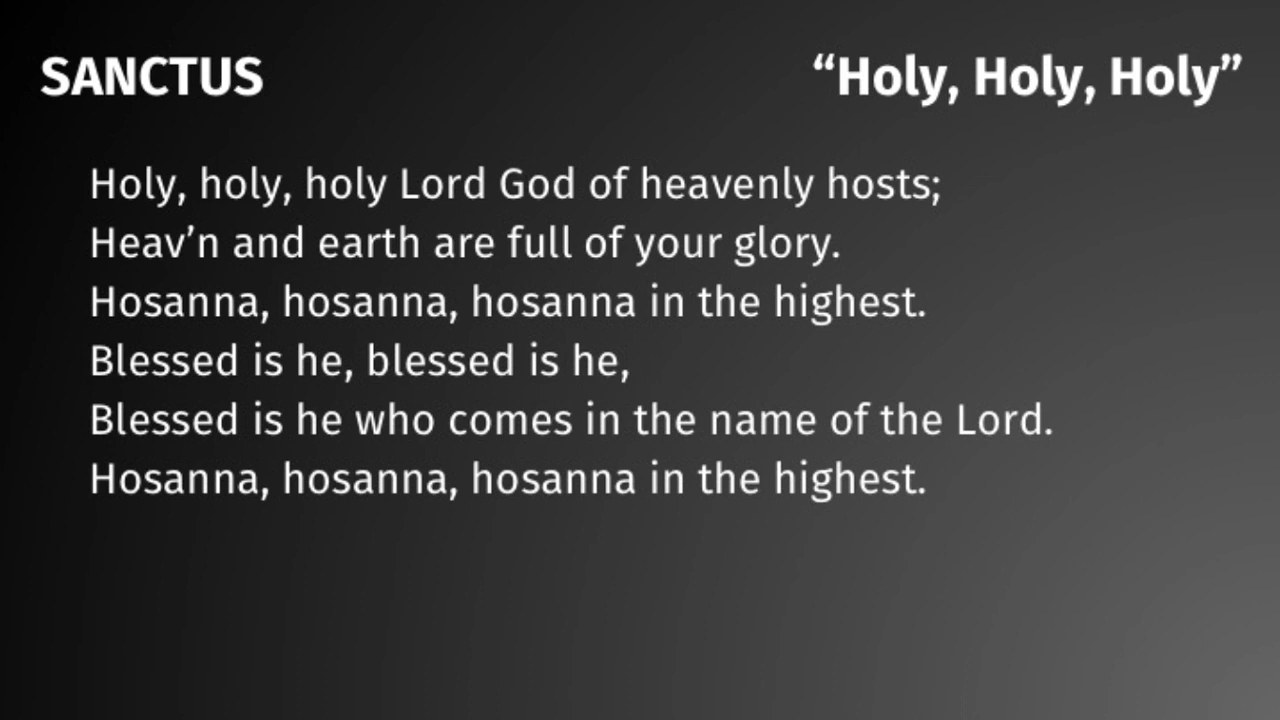 SANCTUS “Holy, Holy, Holy”
Holy, holy, holy Lord God of heavenly hosts;
Heav’n and earth are full of your glory.
Hosanna, hosanna, hosanna in the highest.
Blessed is he, blessed is he,
Blessed is he who comes in the name of the Lord.
Hosanna, hosanna, hosanna in the highest.